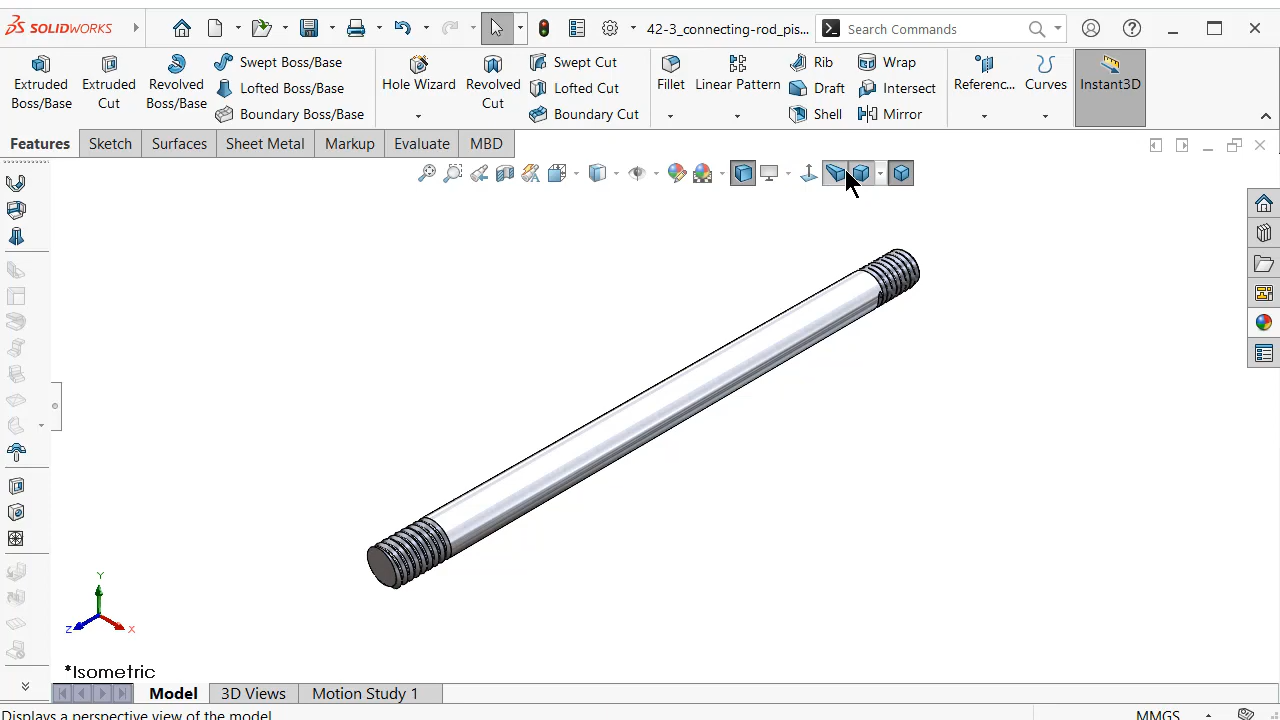 SOLIDWORKS
42-3_connecting-rod_pis...
Search Commands
Extruded Boss/Base
Extruded Cut
Revolved Boss/Base
Swept Boss/Base
Lofted Boss/Base
Boundary Boss/Base
Hole Wizard
Revolved Cut
Swept Cut
Lofted Cut
Boundary Cut
Fillet
Linear Pattern
Rib
Draft
Shell
Wrap
Intersect
Mirror
Referenc...
Curves
Instant3D
Features
Sketch
Surfaces
Sheet Metal
Markup
Evaluate
MBD
Y
Z
X
*Isometric
Model
3D Views
Motion Study 1
Displays a perspective view of the model
MMGS